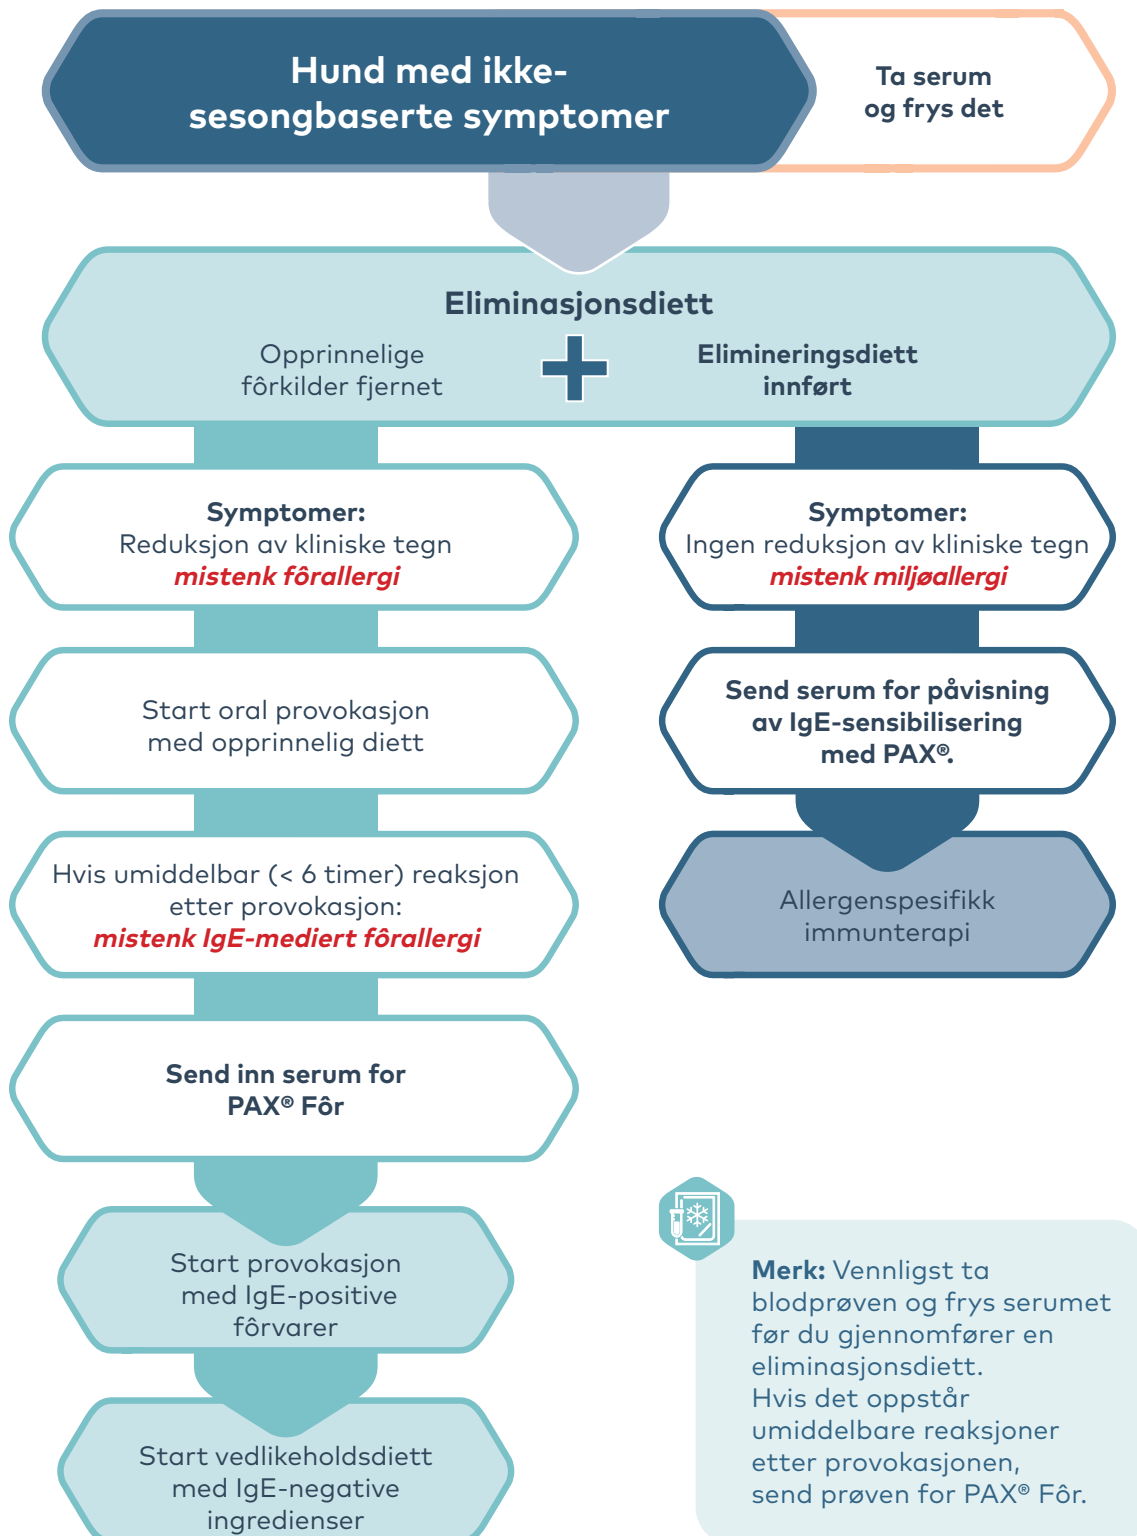 Hund med ikke-
sesongbaserte symptomer
Ta serum
og frys det
Eliminasjonsdiett
Opprinnelige
fôrkilder fjernet
Elimineringsdiett
innført
Symptomer:
Reduksjon av kliniske tegn
mistenk fôrallergi
Symptomer:
Ingen reduksjon av kliniske tegn
mistenk miljøallergi
Start oral provokasjon
med opprinnelig diett
Send serum for påvisning
av IgE-sensibilisering
med PAX®.
Hvis umiddelbar (< 6 timer) reaksjon
etter provokasjon:
mistenk IgE-mediert fôrallergi
Allergenspesifikk
immunterapi
Send inn serum for
PAX® Fôr
Start provokasjon
med IgE-positive
fôrvarer
Start vedlikeholdsdiett
med IgE-negative
ingredienser
Merk: Vennligst ta
blodprøven og frys serumet
før du gjennomfører en
eliminasjonsdiett.
Hvis det oppstår
umiddelbare reaksjoner
etter provokasjonen,
send prøven for PAX® Fôr.